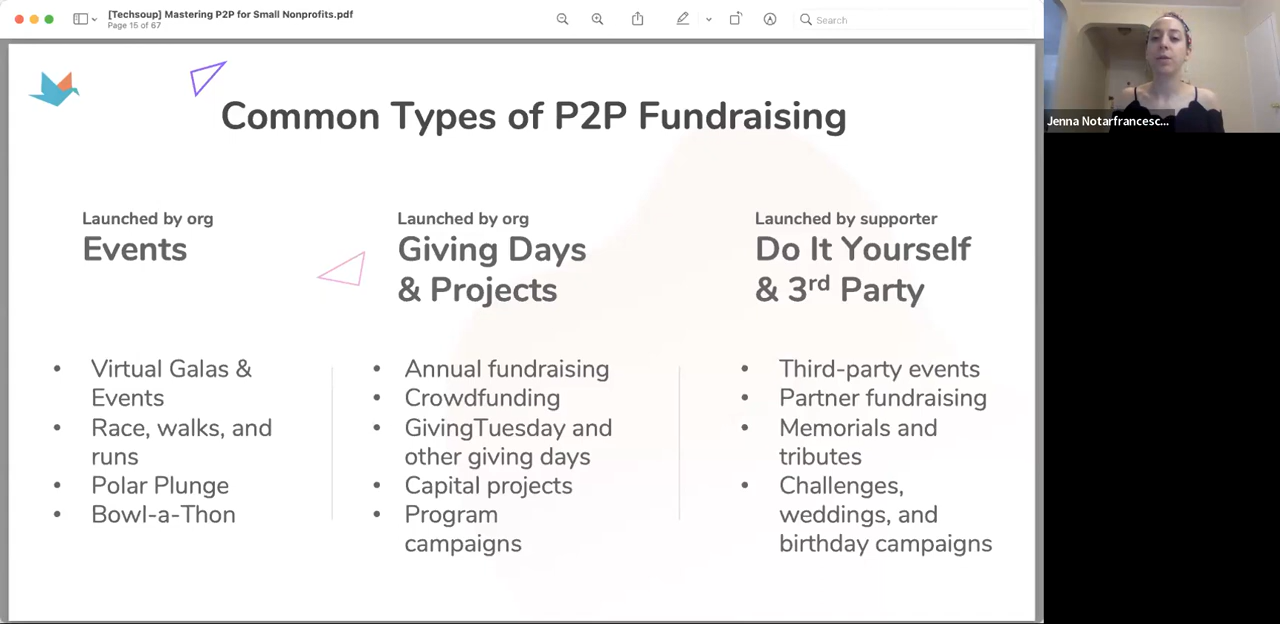 [Techsoup] Mastering P2P for Small Nonprofits.pdf
Page 15 of 67
Search
Jenna Notarfrancesc...
Common Types of P2P Fundraising
Launched by org
Events
Virtual Galas &
Events
Race, walks, and
runs
Polar Plunge
Bowl-a-Thon
Launched by org
Giving Days
& Projects
Annual fundraising
Crowdfunding
GivingTuesday and
other giving days
Capital projects
Program
campaigns
Launched by supporter
Do It Yourself
& 3rd Party
Third-party events
Partner fundraising
Memorials and
tributes
Challenges,
weddings, and
birthday campaigns